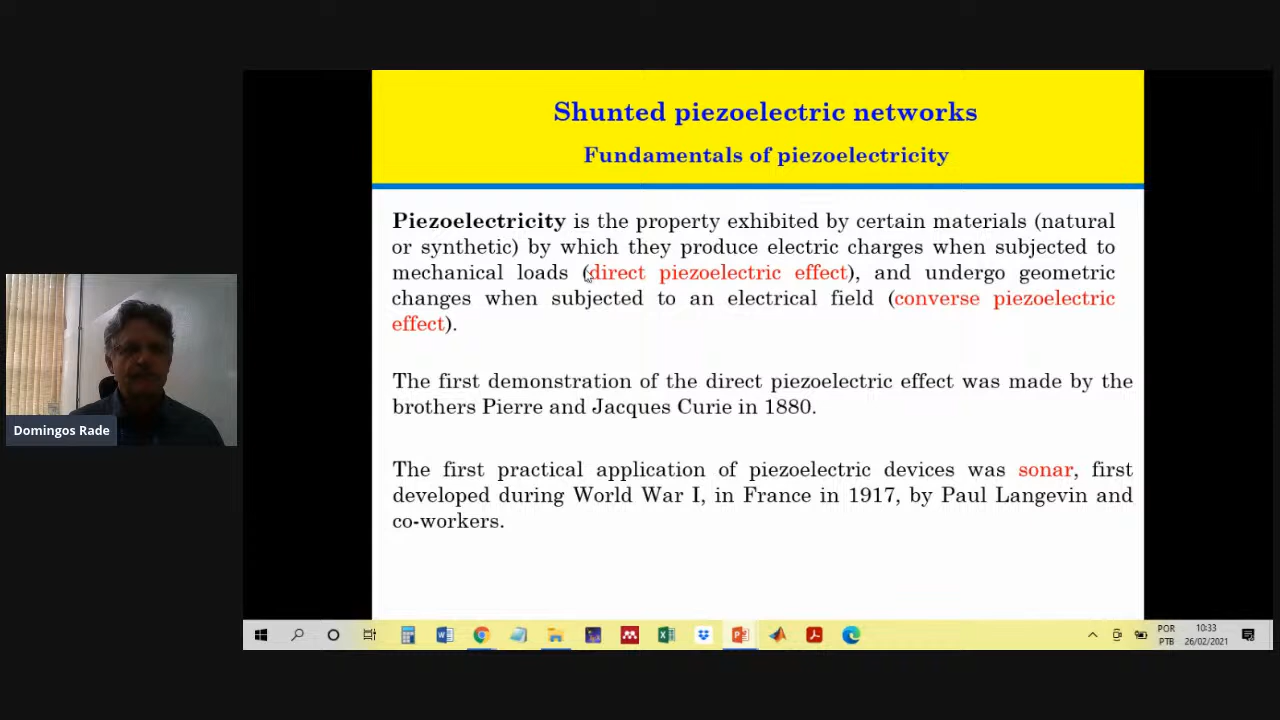 Shunted piezoelectric networks
Fundamentals of piezoelectricity
Piezoelectricity is the property exhibited by certain materials (natural
or synthetic) by which they produce electric charges when subjected to
mechanical loads (direct piezoelectric effect), and undergo geometric
changes when subjected to an electrical field (converse piezoelectric
effect).
The first demonstration of the direct piezoelectric effect was made by the
brothers Pierre and Jacques Curie in 1880.
The first practical application of piezoelectric devices was sonar, first
developed during World War I, in France in 1917, by Paul Langevin and
co-workers.
Domingos Rade
POR
PTB
10:33
26/02/2021